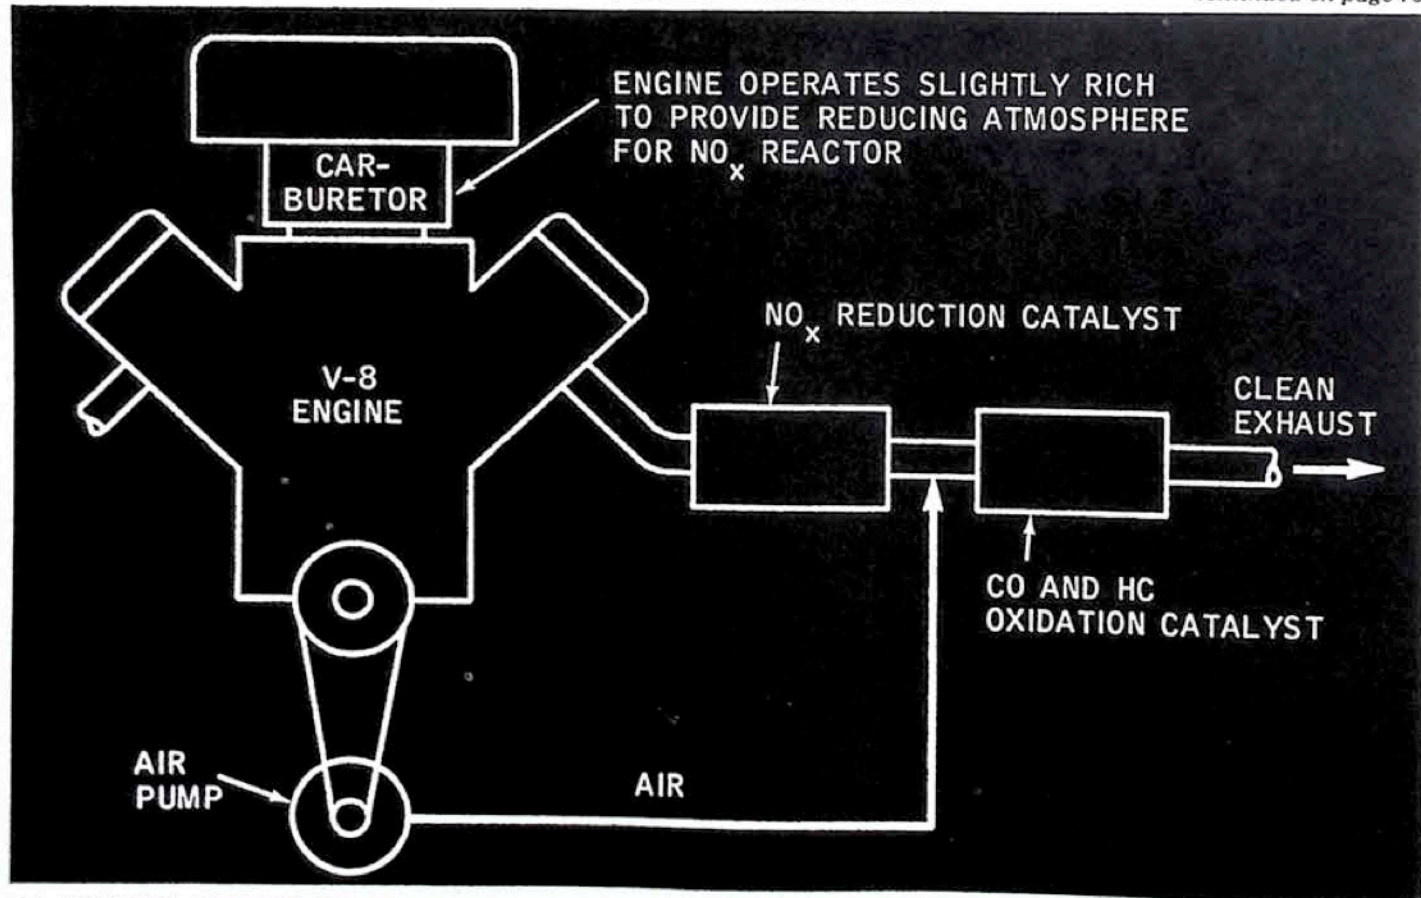 ENGINE OPERATES SLIGHTLY RICH
TO PROVIDE REDUCING ATMOSPHERE
FOR NOx REACTOR
CAR-
BURETOR
NOx REDUCTION CATALYST
V-8
ENGINE
CLEAN
EXHAUST
CO AND HC
OXIDATION CATALYST
AIR
PUMP
AIR